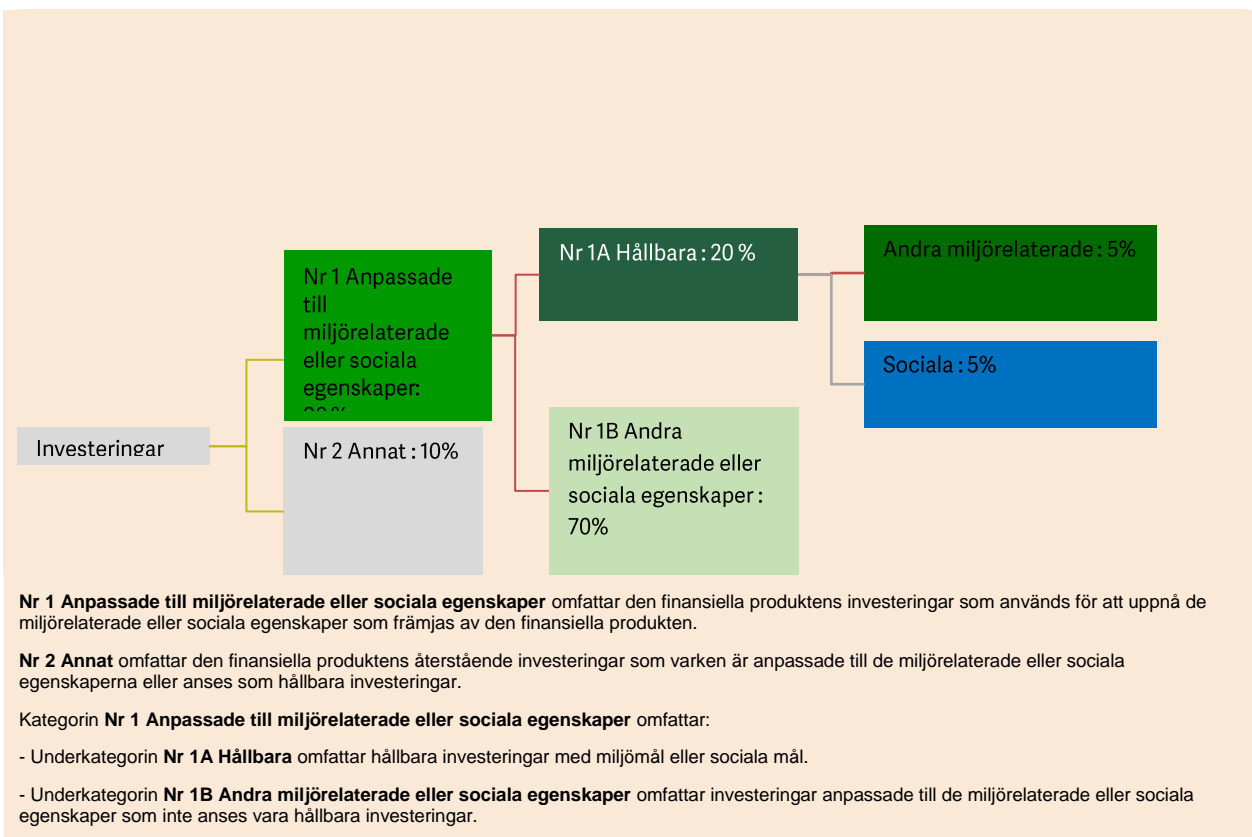 Investeringar
Nr 1 Anpassade
till
miljörelaterade
eller sociala
egenskaper:
Nr 2 Annat : 10%
Nr 1A Hållbara : 20 %
Nr 1B Andra
miljörelaterade eller
sociala egenskaper :
70%
Andra miljörelaterade : 5%
Sociala : 5%
Nr 1 Anpassade till miljörelaterade eller sociala egenskaper omfattar den finansiella produktens investeringar som används för att uppnå de
miljörelaterade eller sociala egenskaper som främjas av den finansiella produkten.
Nr 2 Annat omfattar den finansiella produktens återstående investeringar som varken är anpassade till de miljörelaterade eller sociala
egenskaperna eller anses som hållbara investeringar.
Kategorin Nr 1 Anpassade till miljörelaterade eller sociala egenskaper omfattar:
- Underkategorin Nr 1A Hållbara omfattar hållbara investeringar med miljömål eller sociala mål.
- Underkategorin Nr 1B Andra miljörelaterade eller sociala egenskaper omfattar investeringar anpassade till de miljörelaterade eller sociala
egenskaper som inte anses vara hållbara investeringar.